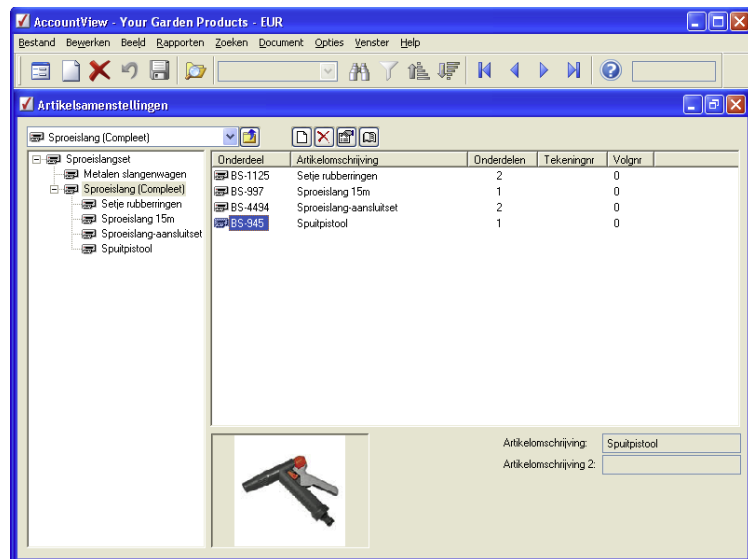 AccountView - Your Garden Products - EUR
Bestand Bewerken Beeld Rapporten Zoeken Document Opties Venster Help
Artikelsamenstellingen
Sproeislang (Compleet)
Sproeislangset
Metalen slangenwagen
Sproeislang (Compleet)
Setje rubberringen
Sproeislang 15m
Sproeislang-aansluitset
Spuitpistool
Onderdeel Artikelomschrijving Onderdelen Tekeningnr Volgnr
BS-1125 Setje rubberringen 2 0
BS-997 Sproeislang 15m 1 0
BS-4494 Sproeislang-aansluitset 2 0
BS-945 Spuitpistool 1 0
Artikelomschrijving: Spuitpistool
Artikelomschrijving 2: